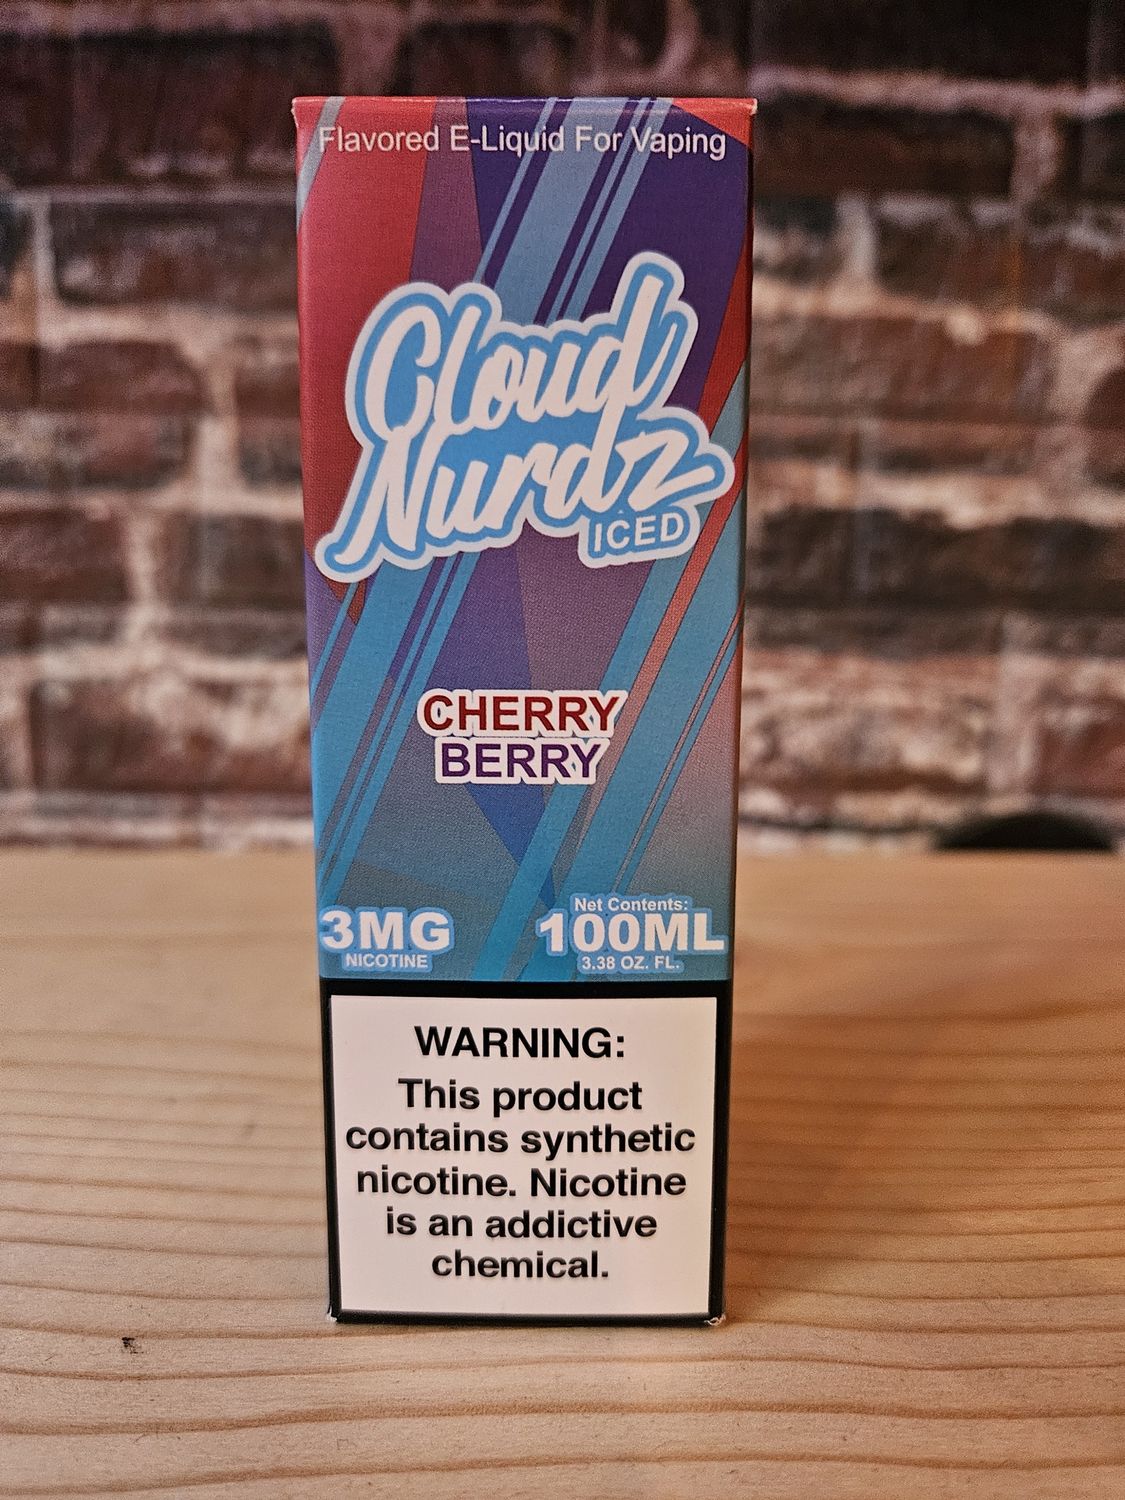 Flavored E-Liquid For Vaping
Cloud
Nurdz
ICED
CHERRY
BERRY
3MG
NICOTINE
Net Contents:
100ML
3.38 OZ. FL.
WARNING:
This product
contains synthetic
nicotine. Nicotine
is an addictive
chemical.